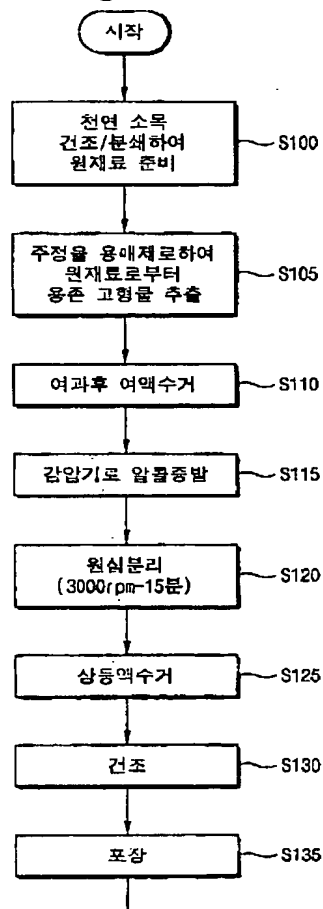 시작
천연 소목
건조/분쇄하여
원재료 준비
S100
주정을 용매제로하여
원재료로부터
용존 고형물 추출
S105
여과후 여액수거
S110
감압기로 압률증발
S115
원심분리
(3000rpm-15분)
S120
상등액수거
S125
건조
S130
포장
S135